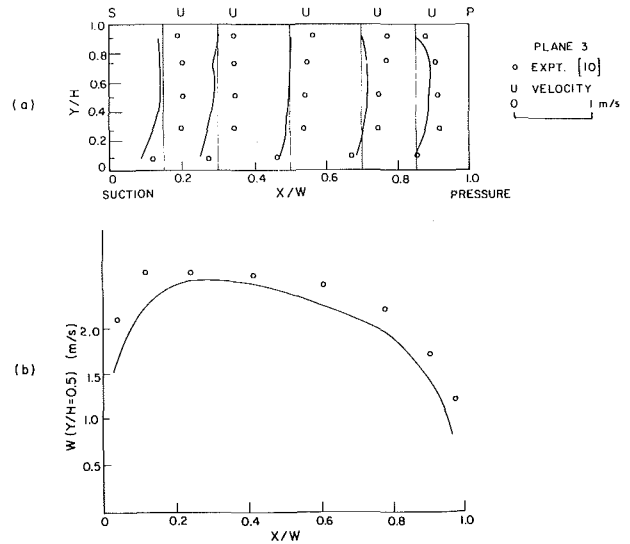 S U U U U U P
PLANE 3
o EXPT. [10]
U VELOCITY
0 1 m/s
(a)
Y/H
1.0
0.8
0.6
0.4
0.2
0
0 0.2 0.4 0.6 0.8 1.0
SUCTION X/W PRESSURE
(b)
W (Y/H=0.5) (m/s)
2.0
1.5
1.0
0.5
0 0.2 0.4 0.6 0.8 1.0
X/W